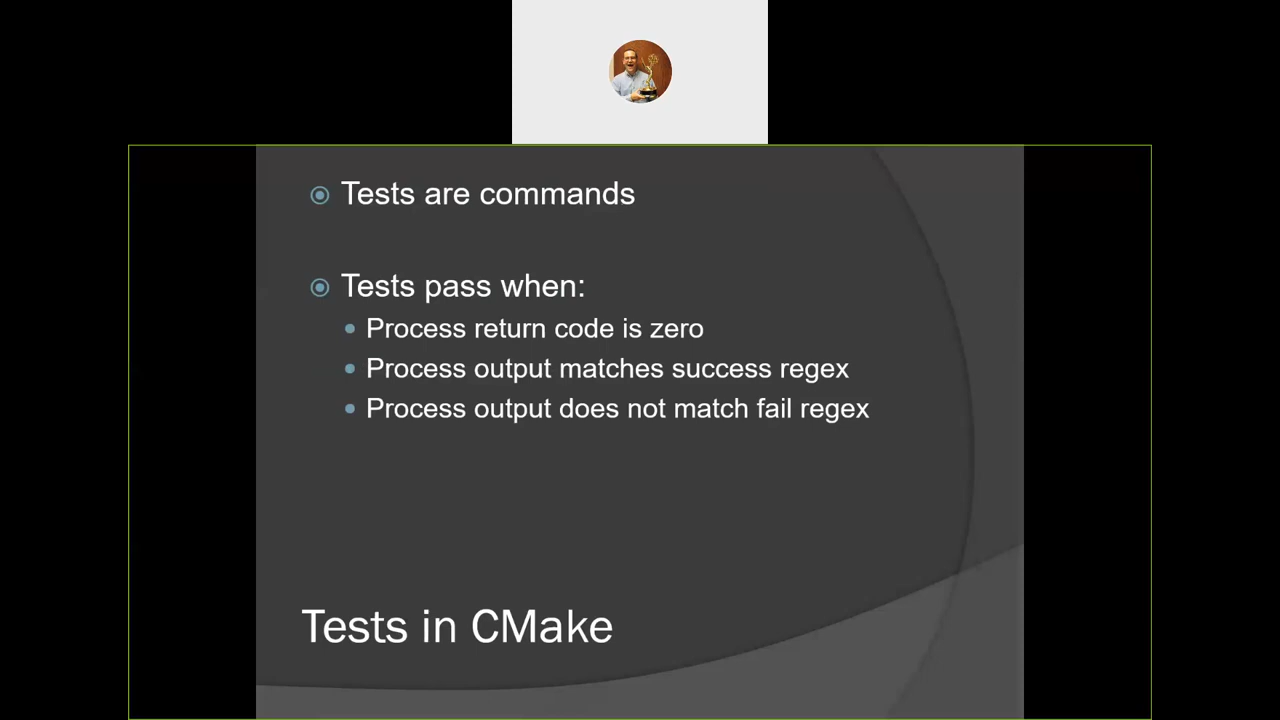 Tests are commands
Tests pass when:
Process return code is zero
Process output matches success regex
Process output does not match fail regex
Tests in CMake